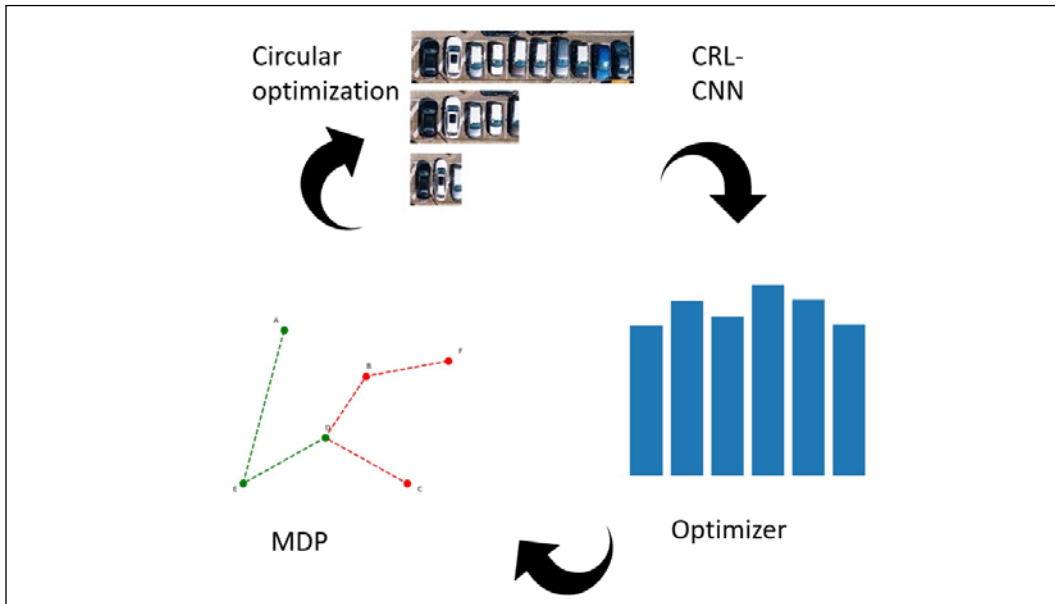 Circular
optimization
CRL-
CNN
A
B
F
D
E
C
MDP
Optimizer